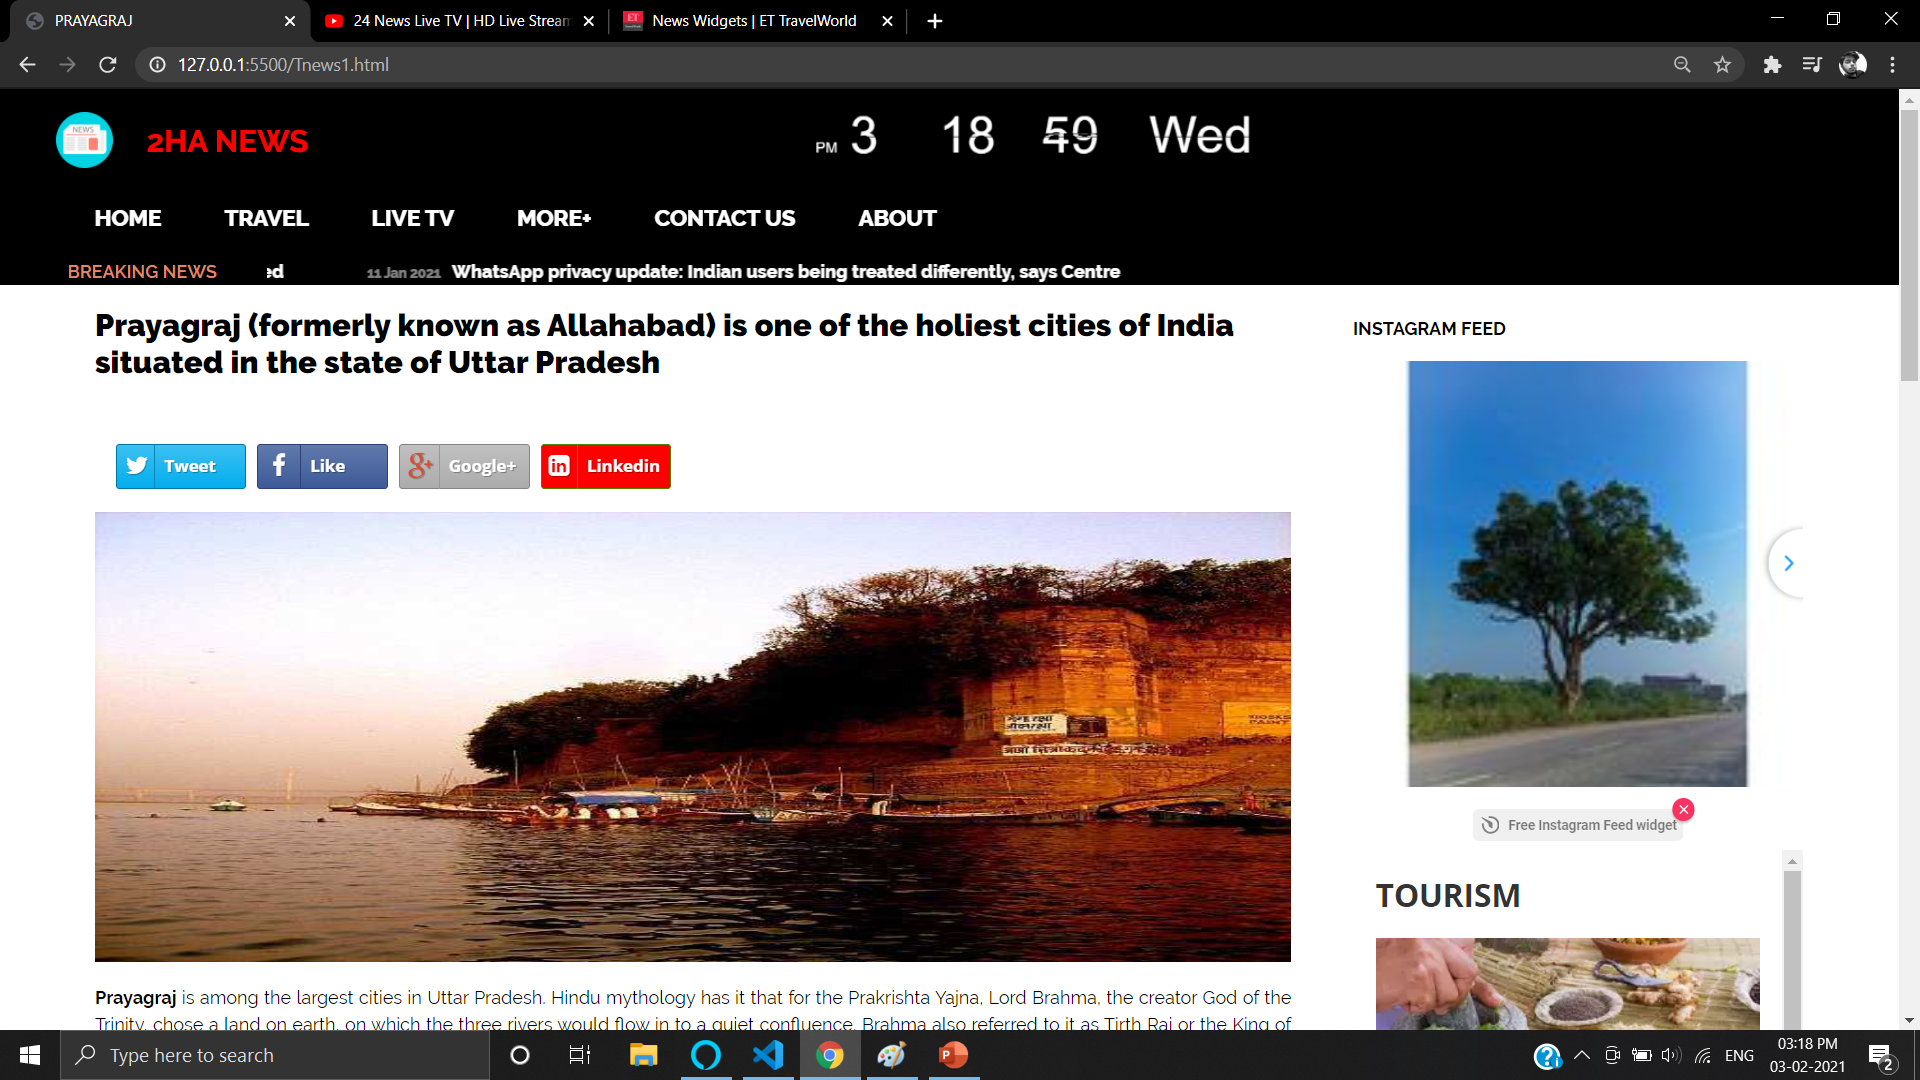 PRAYAGRAJ
24 News Live TV | HD Live Stream
News Widgets | ET TravelWorld
127.0.0.1:5500/Tnews1.html
NEWS
2HA NEWS
PM 3 18 59 Wed
HOME TRAVEL LIVE TV MORE+ CONTACT US ABOUT
BREAKING NEWS ed 11 Jan 2021 WhatsApp privacy update: Indian users being treated differently, says Centre
Prayagraj (formerly known as Allahabad) is one of the holiest cities of India
situated in the state of Uttar Pradesh
INSTAGRAM FEED
Tweet
Like
Google+
Linkedin
Free Instagram Feed widget
TOURISM
Prayagraj is among the largest cities in Uttar Pradesh. Hindu mythology has it that for the Prakrishta Yajna, Lord Brahma, the creator God of the
Trinity, chose a land on earth, on which the three rivers would flow in to a quiet confluence. Brahma also referred to it as Tirth Raj or the King of
Type here to search
ENG
03:18 PM
03-02-2021
2